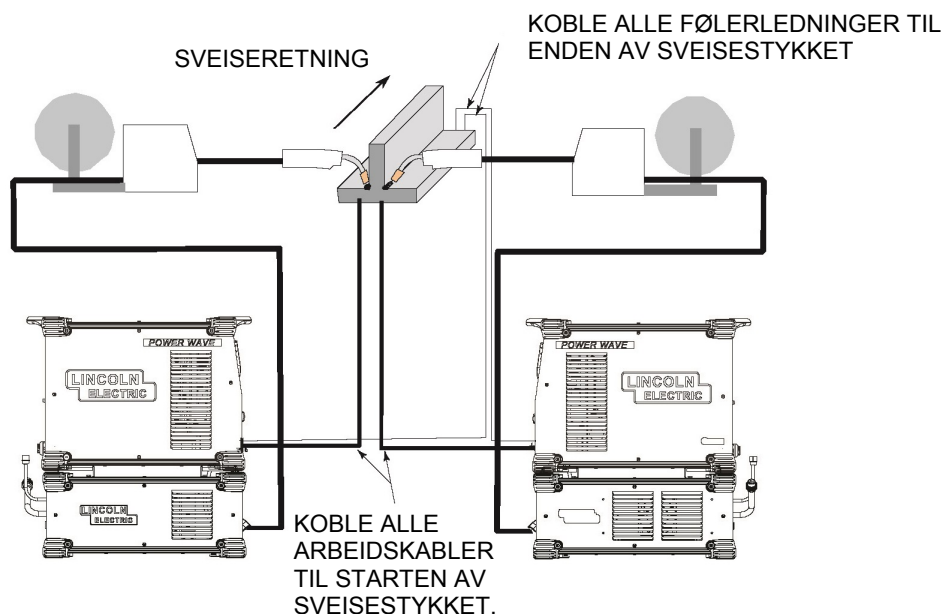 KOBLE ALLE FØLERLEDNINGER TIL
ENDEN AV SVEISESTYKKET
SVEISERETNING
POWER WAVE
LINCOLN
ELECTRIC
POWER WAVE
LINCOLN
ELECTRIC
LINCOLN
ELECTRIC
KOBLE ALLE
ARBEIDSKABLER
TIL STARTEN AV
SVEISESTYKKET.